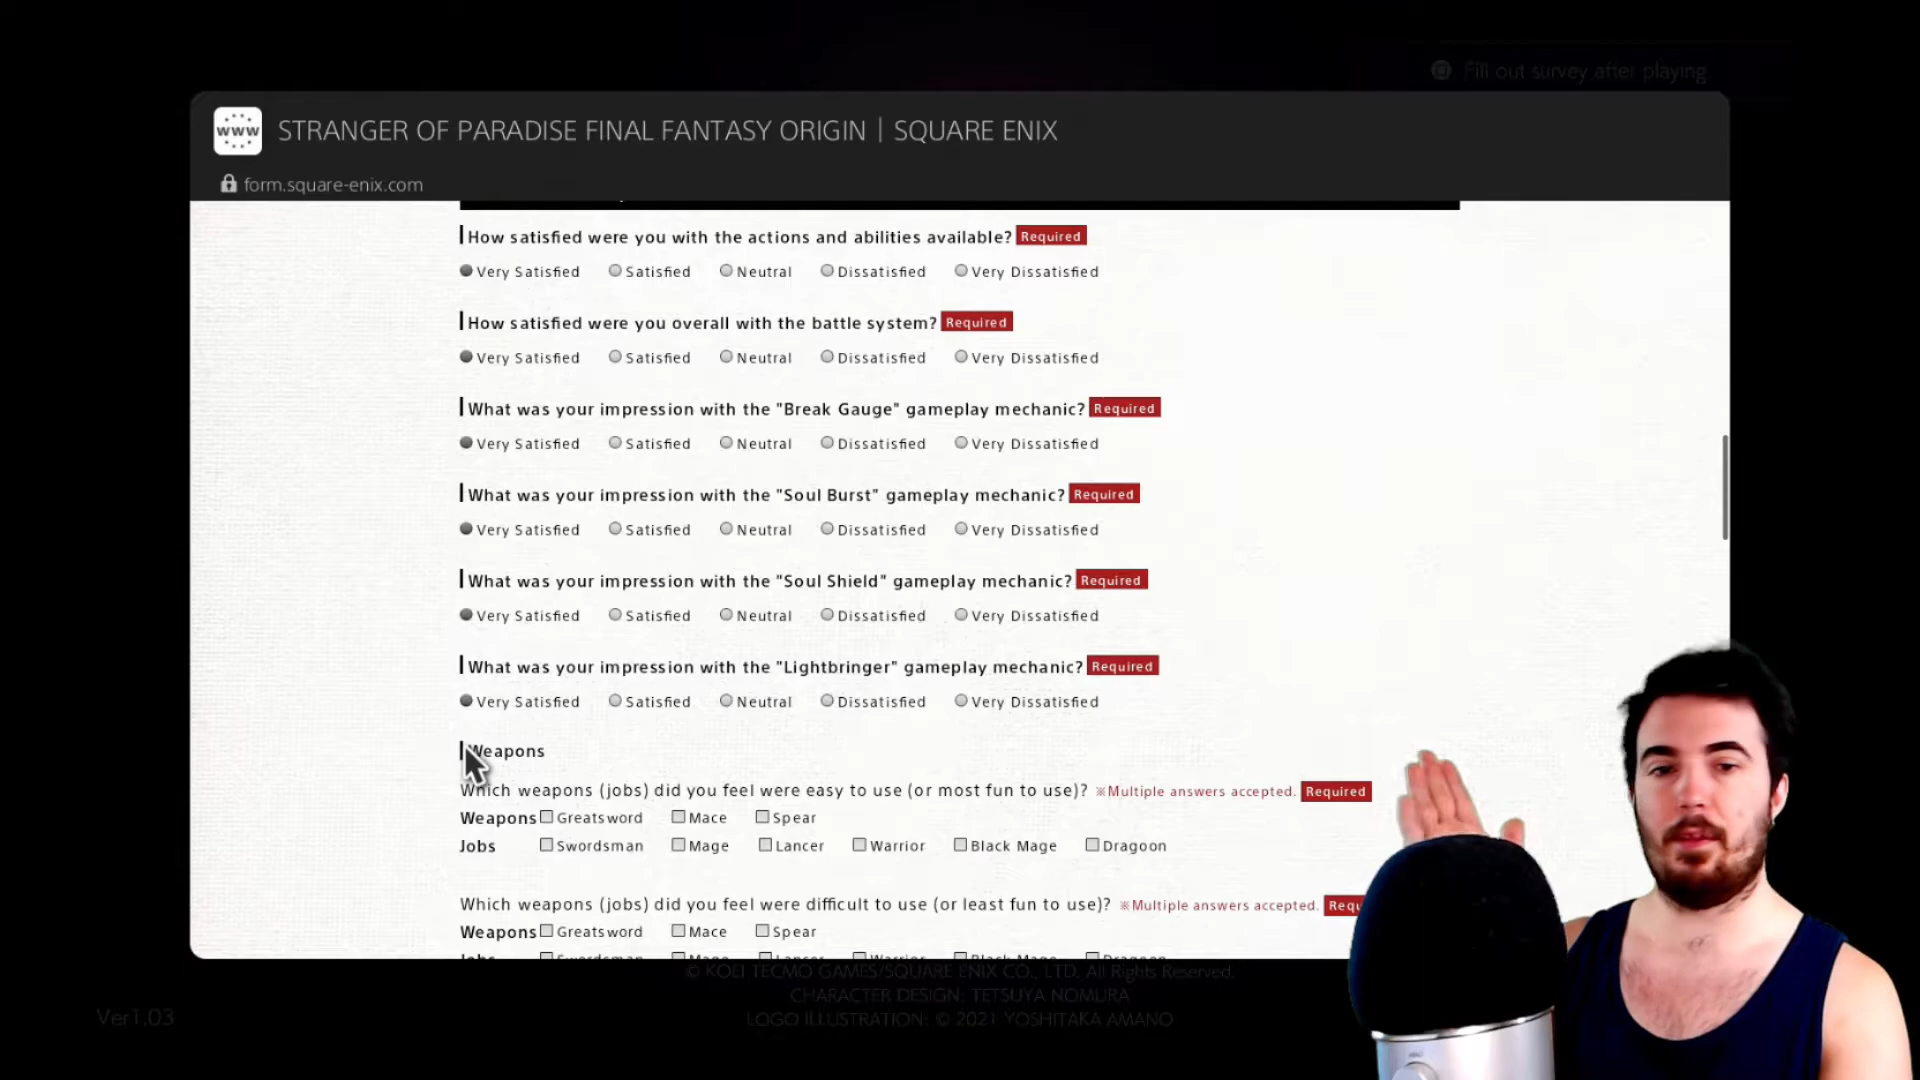 Fill out survey after playing
www
STRANGER OF PARADISE FINAL FANTASY ORIGIN | SQUARE ENIX
form.square-enix.com
How satisfied were you with the actions and abilities available? Required
Very Satisfied Satisfied Neutral Dissatisfied Very Dissatisfied
How satisfied were you overall with the battle system? Required
Very Satisfied Satisfied Neutral Dissatisfied Very Dissatisfied
What was your impression with the "Break Gauge" gameplay mechanic? Required
Very Satisfied Satisfied Neutral Dissatisfied Very Dissatisfied
What was your impression with the "Soul Burst" gameplay mechanic? Required
Very Satisfied Satisfied Neutral Dissatisfied Very Dissatisfied
What was your impression with the "Soul Shield" gameplay mechanic? Required
Very Satisfied Satisfied Neutral Dissatisfied Very Dissatisfied
What was your impression with the "Lightbringer" gameplay mechanic? Required
Very Satisfied Satisfied Neutral Dissatisfied Very Dissatisfied
Weapons
Which weapons (jobs) did you feel were easy to use (or most fun to use)? ※Multiple answers accepted. Required
Weapons Greatsword Mace Spear
Jobs Swordsman Mage Lancer Warrior Black Mage Dragoon
Which weapons (jobs) did you feel were difficult to use (or least fun to use)? ※Multiple answers accepted. Requ
Weapons Greatsword Mace Spear
Jobs Swordsman Mage Lancer Warrior Black Mage Dragoon
© KOEI TECMO GAMES/SQUARE ENIX CO., LTD. All Rights Reserved.
CHARACTER DESIGN: TETSUYA NOMURA
LOGO ILLUSTRATION: © 2021 YOSHITAKA AMANO
Ver1.03